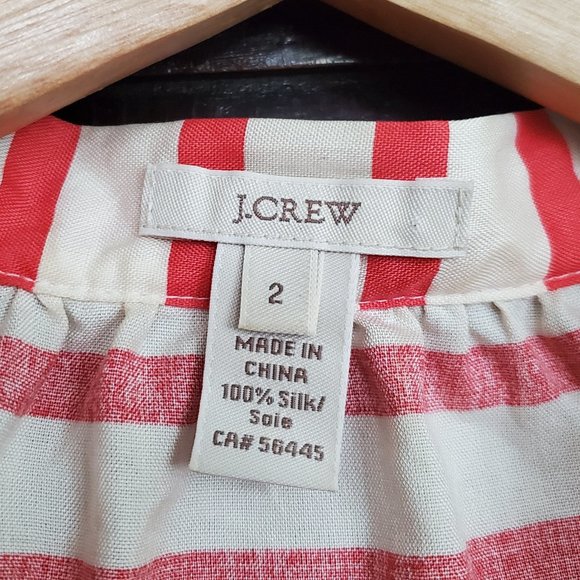 J.CREW
2
MADE IN
CHINA
100% Silk/
Soie
CA# 56445